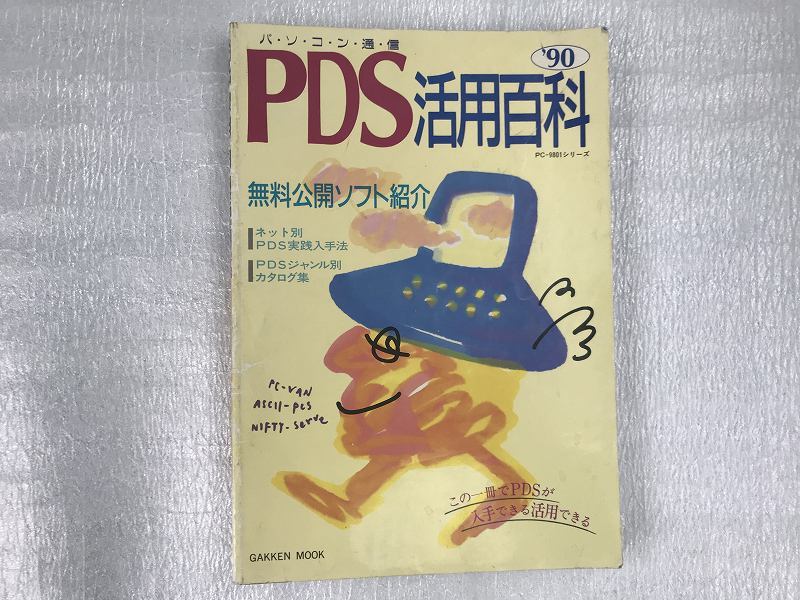 パ・ソ・コ・ン・通・信
'90
PDS活用百科
PC-9801シリーズ
無料公開ソフト紹介
ネット別
PDS実践入手法
PDSジャンル別
カタログ集
PC-VAN
ASCII-PCS
NIFTY-Serve
この一冊でPDSが
入手できる活用できる
GAKKEN MOOK